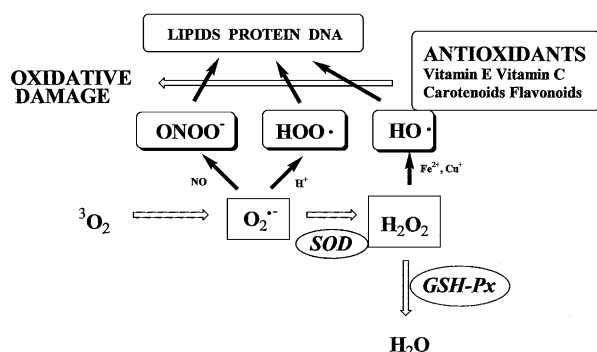 LIPIDS PROTEIN DNA
ANTIOXIDANTS
Vitamin E Vitamin C
Carotenoids Flavonoids
OXIDATIVE
DAMAGE
ONOO⁻
HOO·
HO·
NO
H⁺
Fe²⁺, Cu⁺
³O₂
O₂·⁻
H₂O₂
SOD
GSH-Px
H₂O